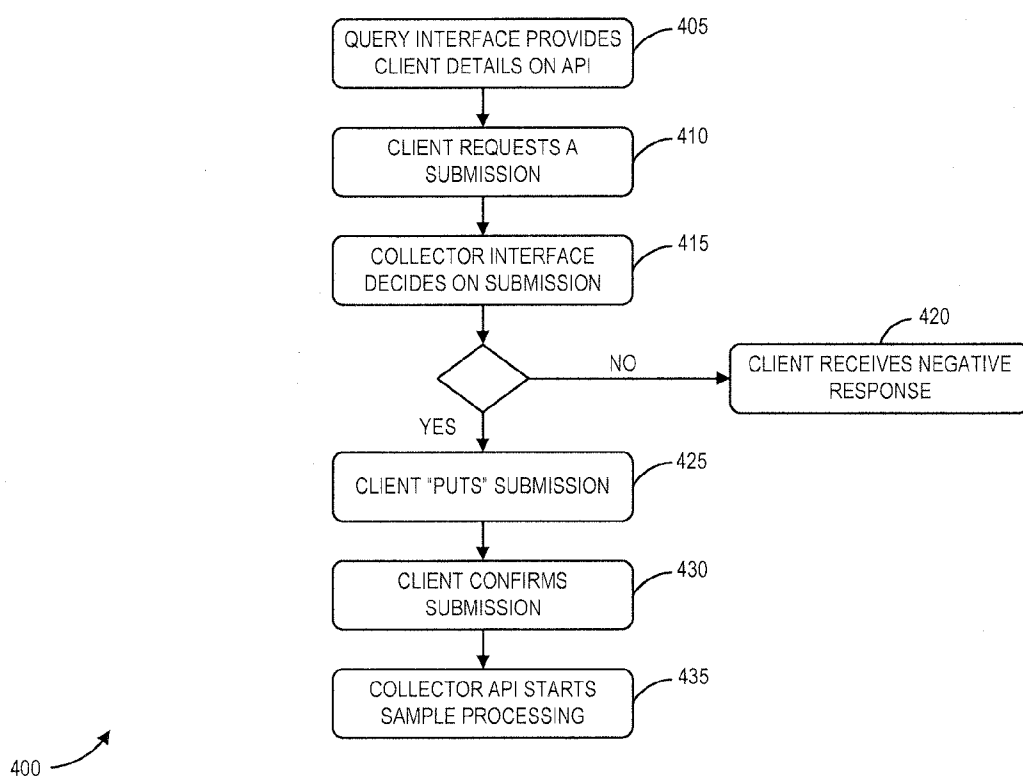 QUERY INTERFACE PROVIDES
CLIENT DETAILS ON API
405
CLIENT REQUESTS A
SUBMISSION
410
COLLECTOR INTERFACE
DECIDES ON SUBMISSION
415
NO
420
CLIENT RECEIVES NEGATIVE
RESPONSE
YES
CLIENT "PUTS" SUBMISSION
425
CLIENT CONFIRMS
SUBMISSION
430
COLLECTOR API STARTS
SAMPLE PROCESSING
435
400